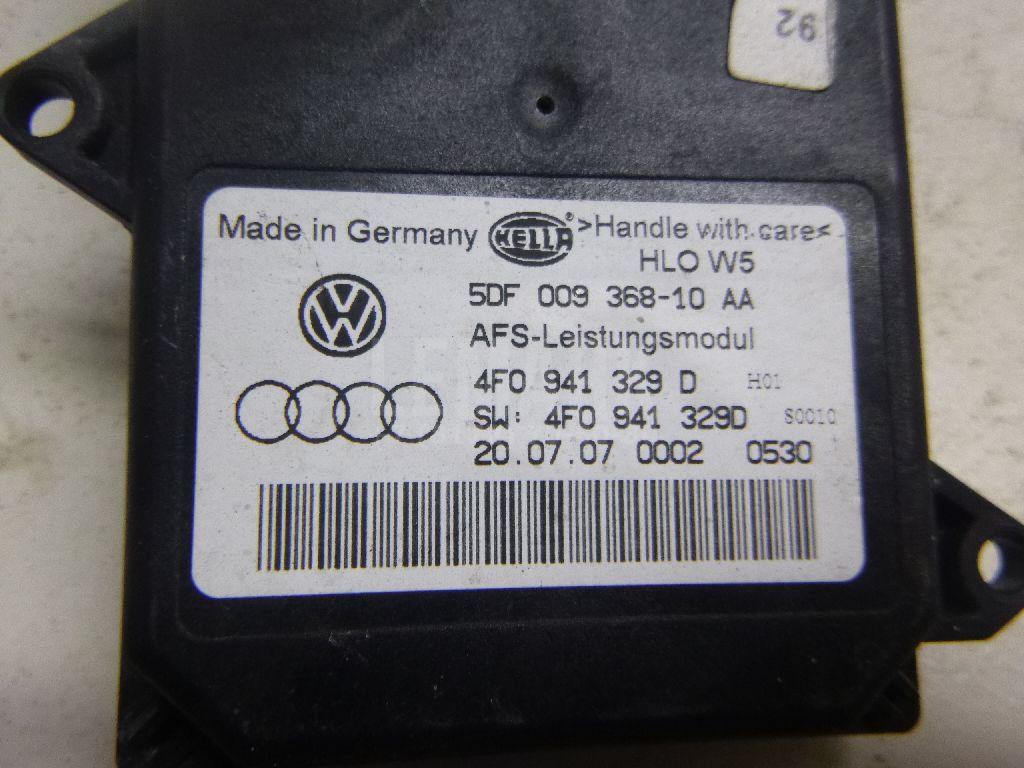 92
Made in Germany HELLA ® >Handle with care<
HLO W5
5DF 009 368-10 AA
AFS-Leistungsmodul
4F0 941 329 D H01
SW: 4F0 941 329D S0010
20.07.07 0002 0530